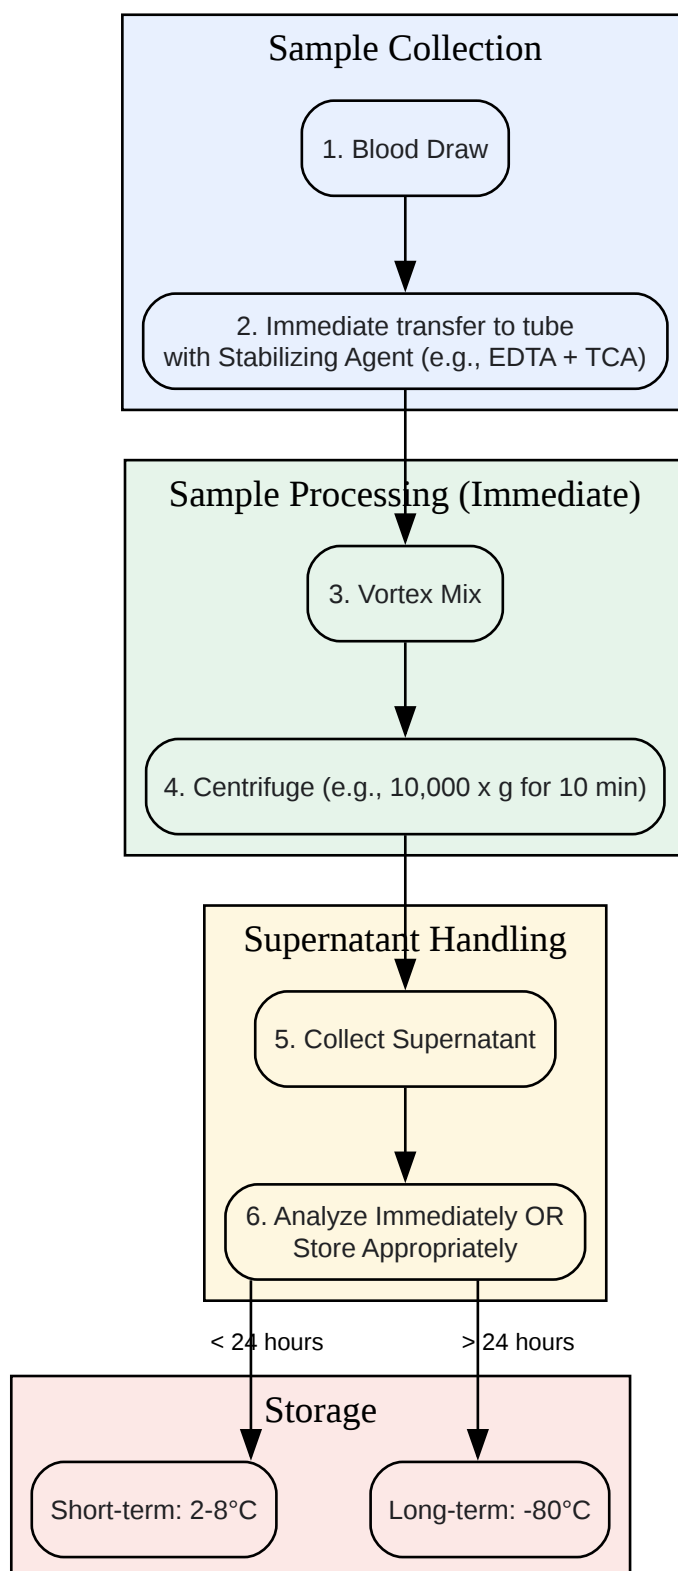 Sample Collection
1. Blood Draw
2. Immediate transfer to tube
with Stabilizing Agent (e.g., EDTA + TCA)
Sample Processing (Immediate)
3. Vortex Mix
4. Centrifuge (e.g., 10,000 x g for 10 min)
Supernatant Handling
5. Collect Supernatant
6. Analyze Immediately OR
Store Appropriately
< 24 hours
> 24 hours
Storage
Short-term: 2-8°C
Long-term: -80°C